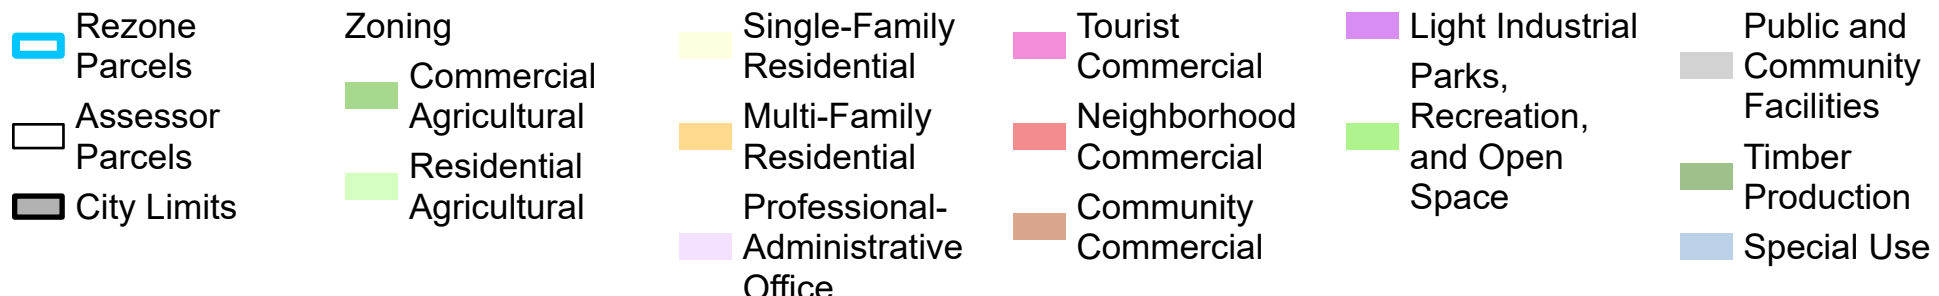 Rezone
Parcels
Assessor
Parcels
City Limits
Zoning
Commercial
Agricultural
Residential
Agricultural
Single-Family
Residential
Multi-Family
Residential
Professional-
Administrative
Office
Tourist
Commercial
Neighborhood
Commercial
Community
Commercial
Light Industrial
Parks,
Recreation,
and Open
Space
Public and
Community
Facilities
Timber
Production
Special Use